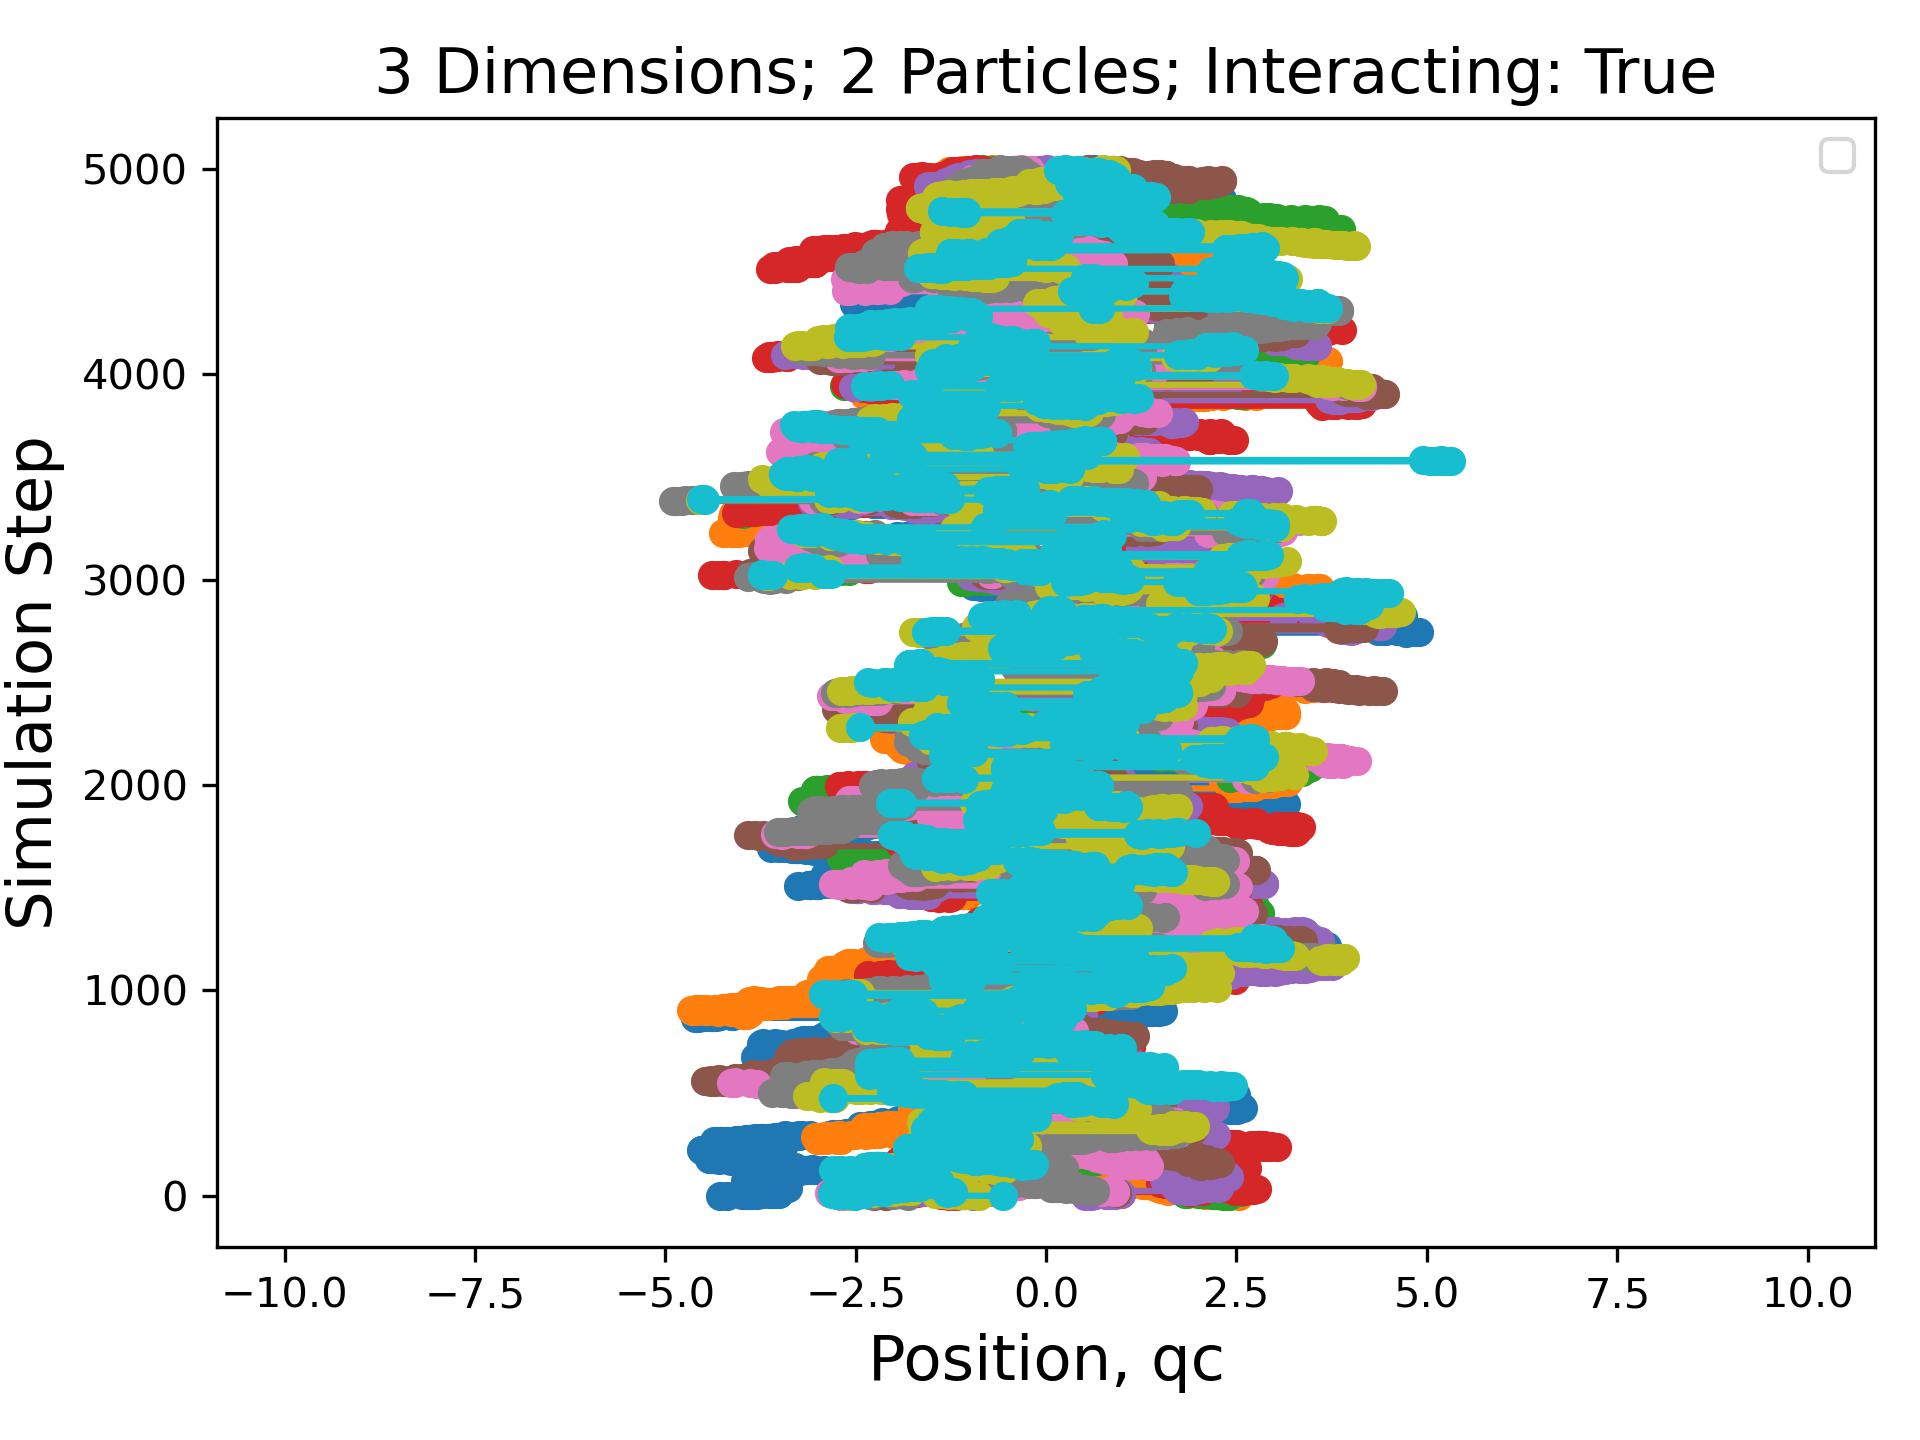 3 Dimensions; 2 Particles; Interacting: True
Simulation Step
5000
4000
3000
2000
1000
0
−10.0 −7.5 −5.0 −2.5 0.0 2.5 5.0 7.5 10.0
Position, qc